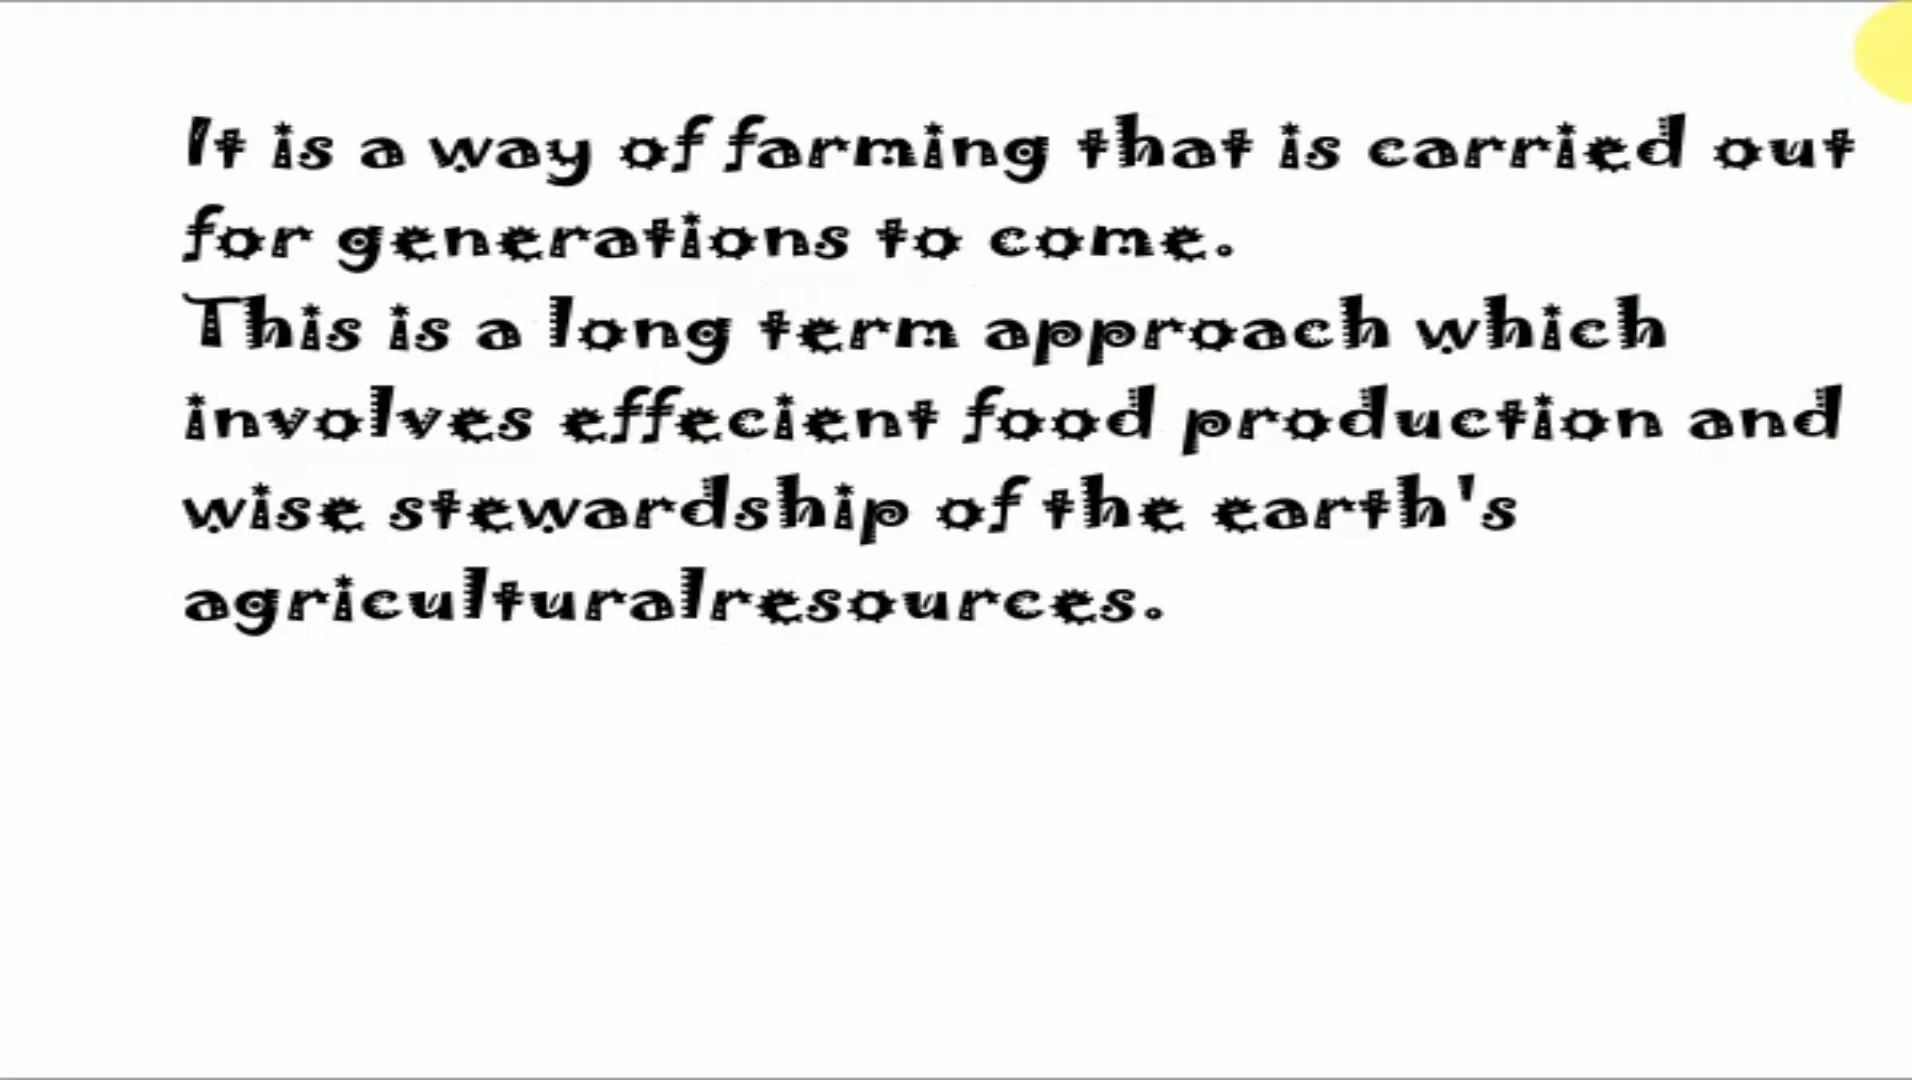 It is a way of farming that is carried out
for generations to come.
This is a long term approach which
involves effecient food production and
wise stewardship of the earth's
agriculturalresources.